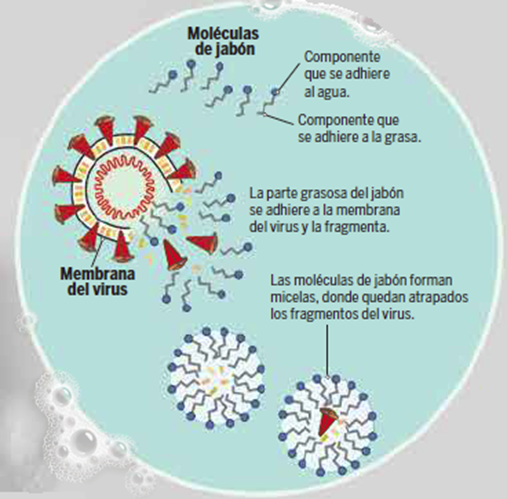 Moléculas
de jabón
Componente
que se adhiere
al agua.
Componente que
se adhiere a la grasa.
La parte grasosa del jabón
se adhiere a la membrana
del virus y la fragmenta.
Membrana
del virus
Las moléculas de jabón forman
micelas, donde quedan atrapados
los fragmentos del virus.